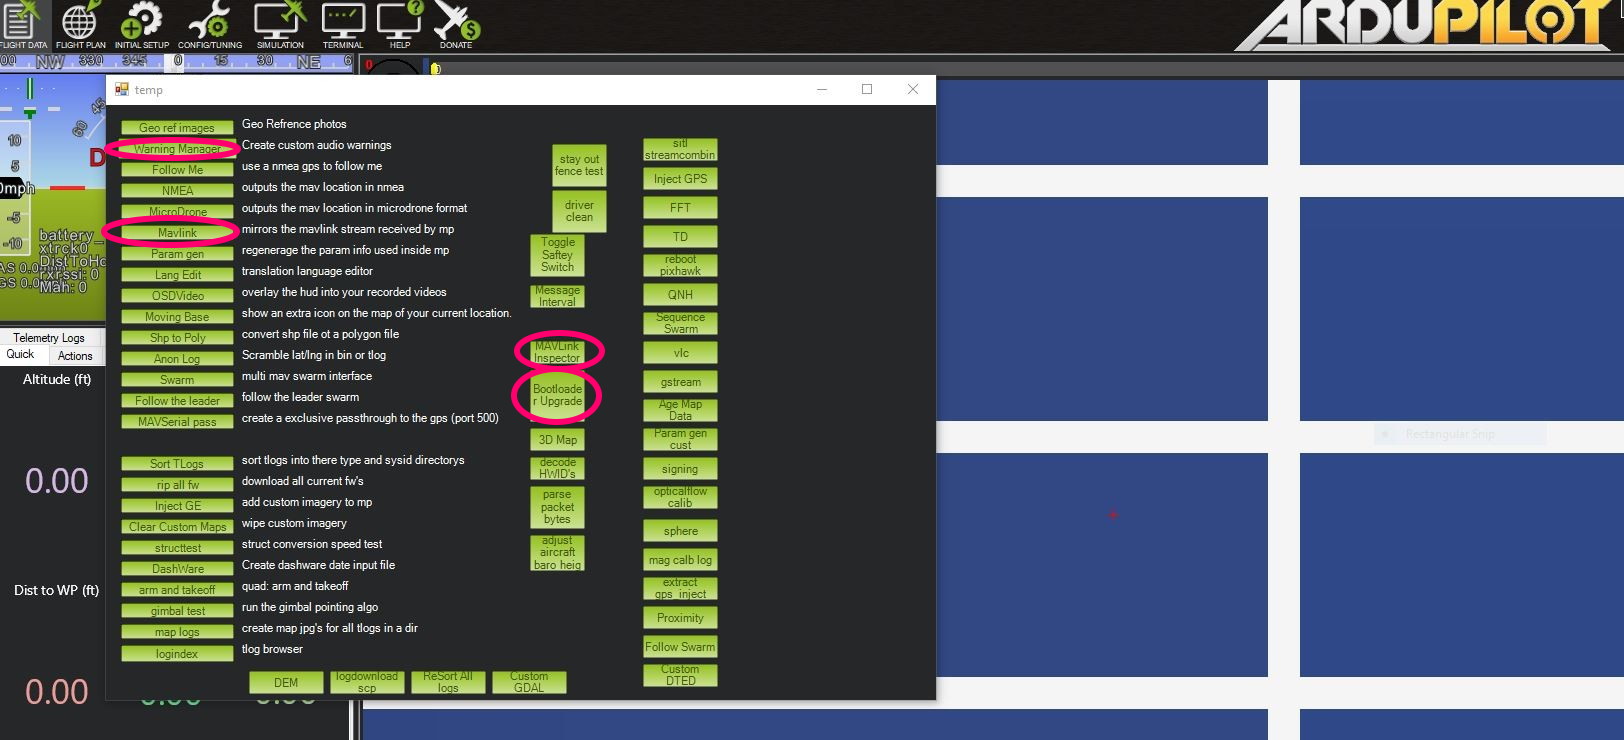 FLIGHT DATA
FLIGHT PLAN
INITIAL SETUP
CONFIG/TUNING
SIMULATION
TERMINAL
HELP
DONATE
ARDUPILOT
00 NW 330 345 0 15 30 NE 6
0
temp
45
60
10
5
0mph
-5
-10
D
battery_
xtrck0
DistToHo
rxrssi: 0
Mah: 0
AS 0.0
GS 0.0
Telemetry Logs
Quick
Actions
Altitude (ft)
0.00
Dist to WP (ft)
0.00
0.00
0.00
Geo ref images
Geo Refrence photos
Warning Manager
Create custom audio warnings
Follow Me
use a nmea gps to follow me
NMEA
outputs the mav location in nmea
MicroDrone
outputs the mav location in microdrone format
Mavlink
mirrors the mavlink stream received by mp
Param gen
regenerage the param info used inside mp
Lang Edit
translation language editor
OSDVideo
overlay the hud into your recorded videos
Moving Base
show an extra icon on the map of your current location.
Shp to Poly
convert shp file ot a polygon file
Anon Log
Scramble lat/lng in bin or tlog
Swarm
multi mav swarm interface
Follow the leader
follow the leader swarm
MAVSerial pass
create a exclusive passthrough to the gps (port 500)
Sort TLogs
sort tlogs into there type and sysid directorys
rip all fw
download all current fw's
Inject GE
add custom imagery to mp
Clear Custom Maps
wipe custom imagery
structtest
struct conversion speed test
DashWare
Create dashware date input file
arm and takeoff
quad: arm and takeoff
gimbal test
run the gimbal pointing algo
map logs
create map jpg's for all tlogs in a dir
logindex
tlog browser
DEM
logdownload
scp
ReSort All
logs
Custom
GDAL
stay out
fence test
driver
clean
Toggle
Saftey
Switch
Message
Interval
MAVLink
Inspector
Bootloade
r Upgrade
3D Map
decode
HWID's
parse
packet
bytes
adjust
aircraft
baro heig
sitl
streamcombin
Inject GPS
FFT
TD
reboot
pixhawk
QNH
Sequence
Swarm
vlc
gstream
Age Map
Data
Param gen
cust
signing
opticalflow
calib
sphere
mag calb log
extract
gps_inject
Proximity
Follow Swarm
Custom
DTED
Rectangular Snip